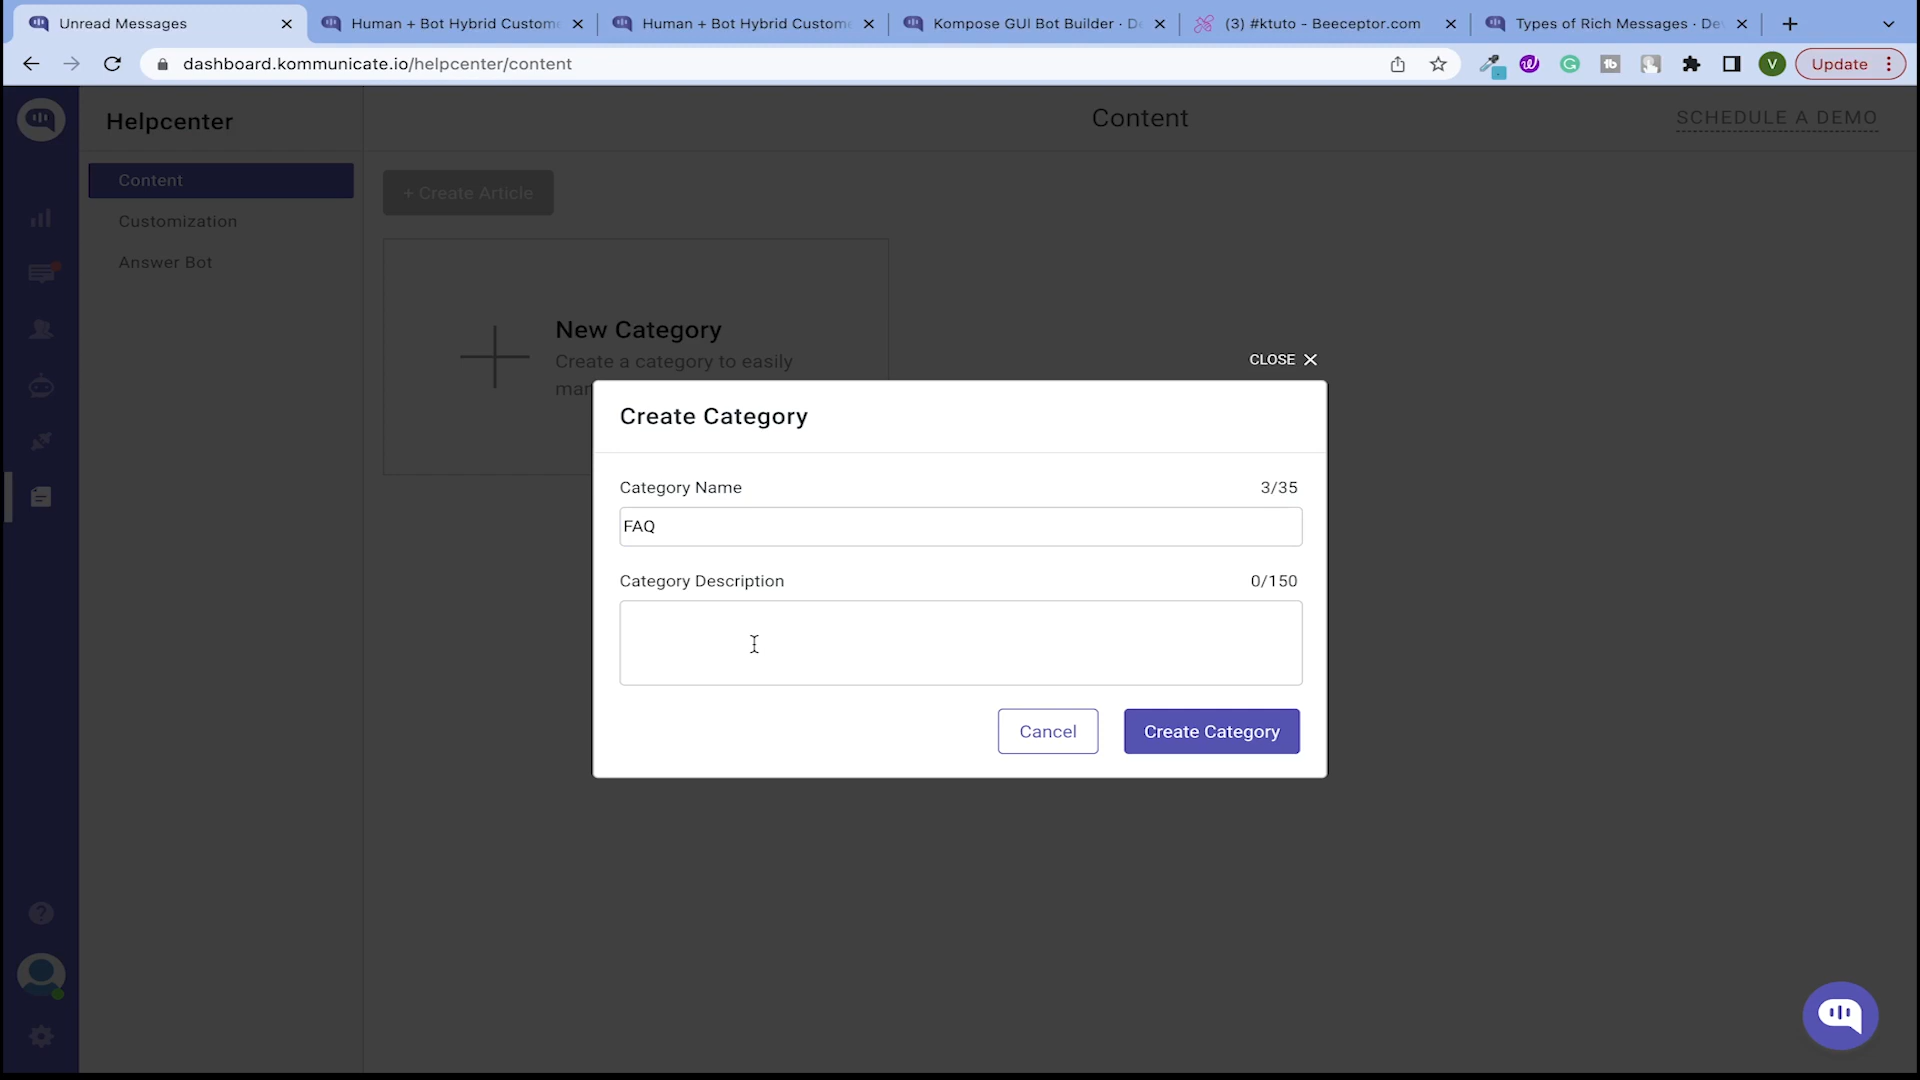 Unread Messages
Human + Bot Hybrid Custome
Human + Bot Hybrid Custome
Kompose GUI Bot Builder · De
(3) #ktuto - Beeceptor.com
Types of Rich Messages · Dev
dashboard.kommunicate.io/helpcenter/content
V
Update
Helpcenter
Content
SCHEDULE A DEMO
Content
Customization
Answer Bot
+ Create Article
New Category
Create a category to easily
CLOSE
Create Category
Category Name
3/35
FAQ
Category Description
0/150
Cancel
Create Category